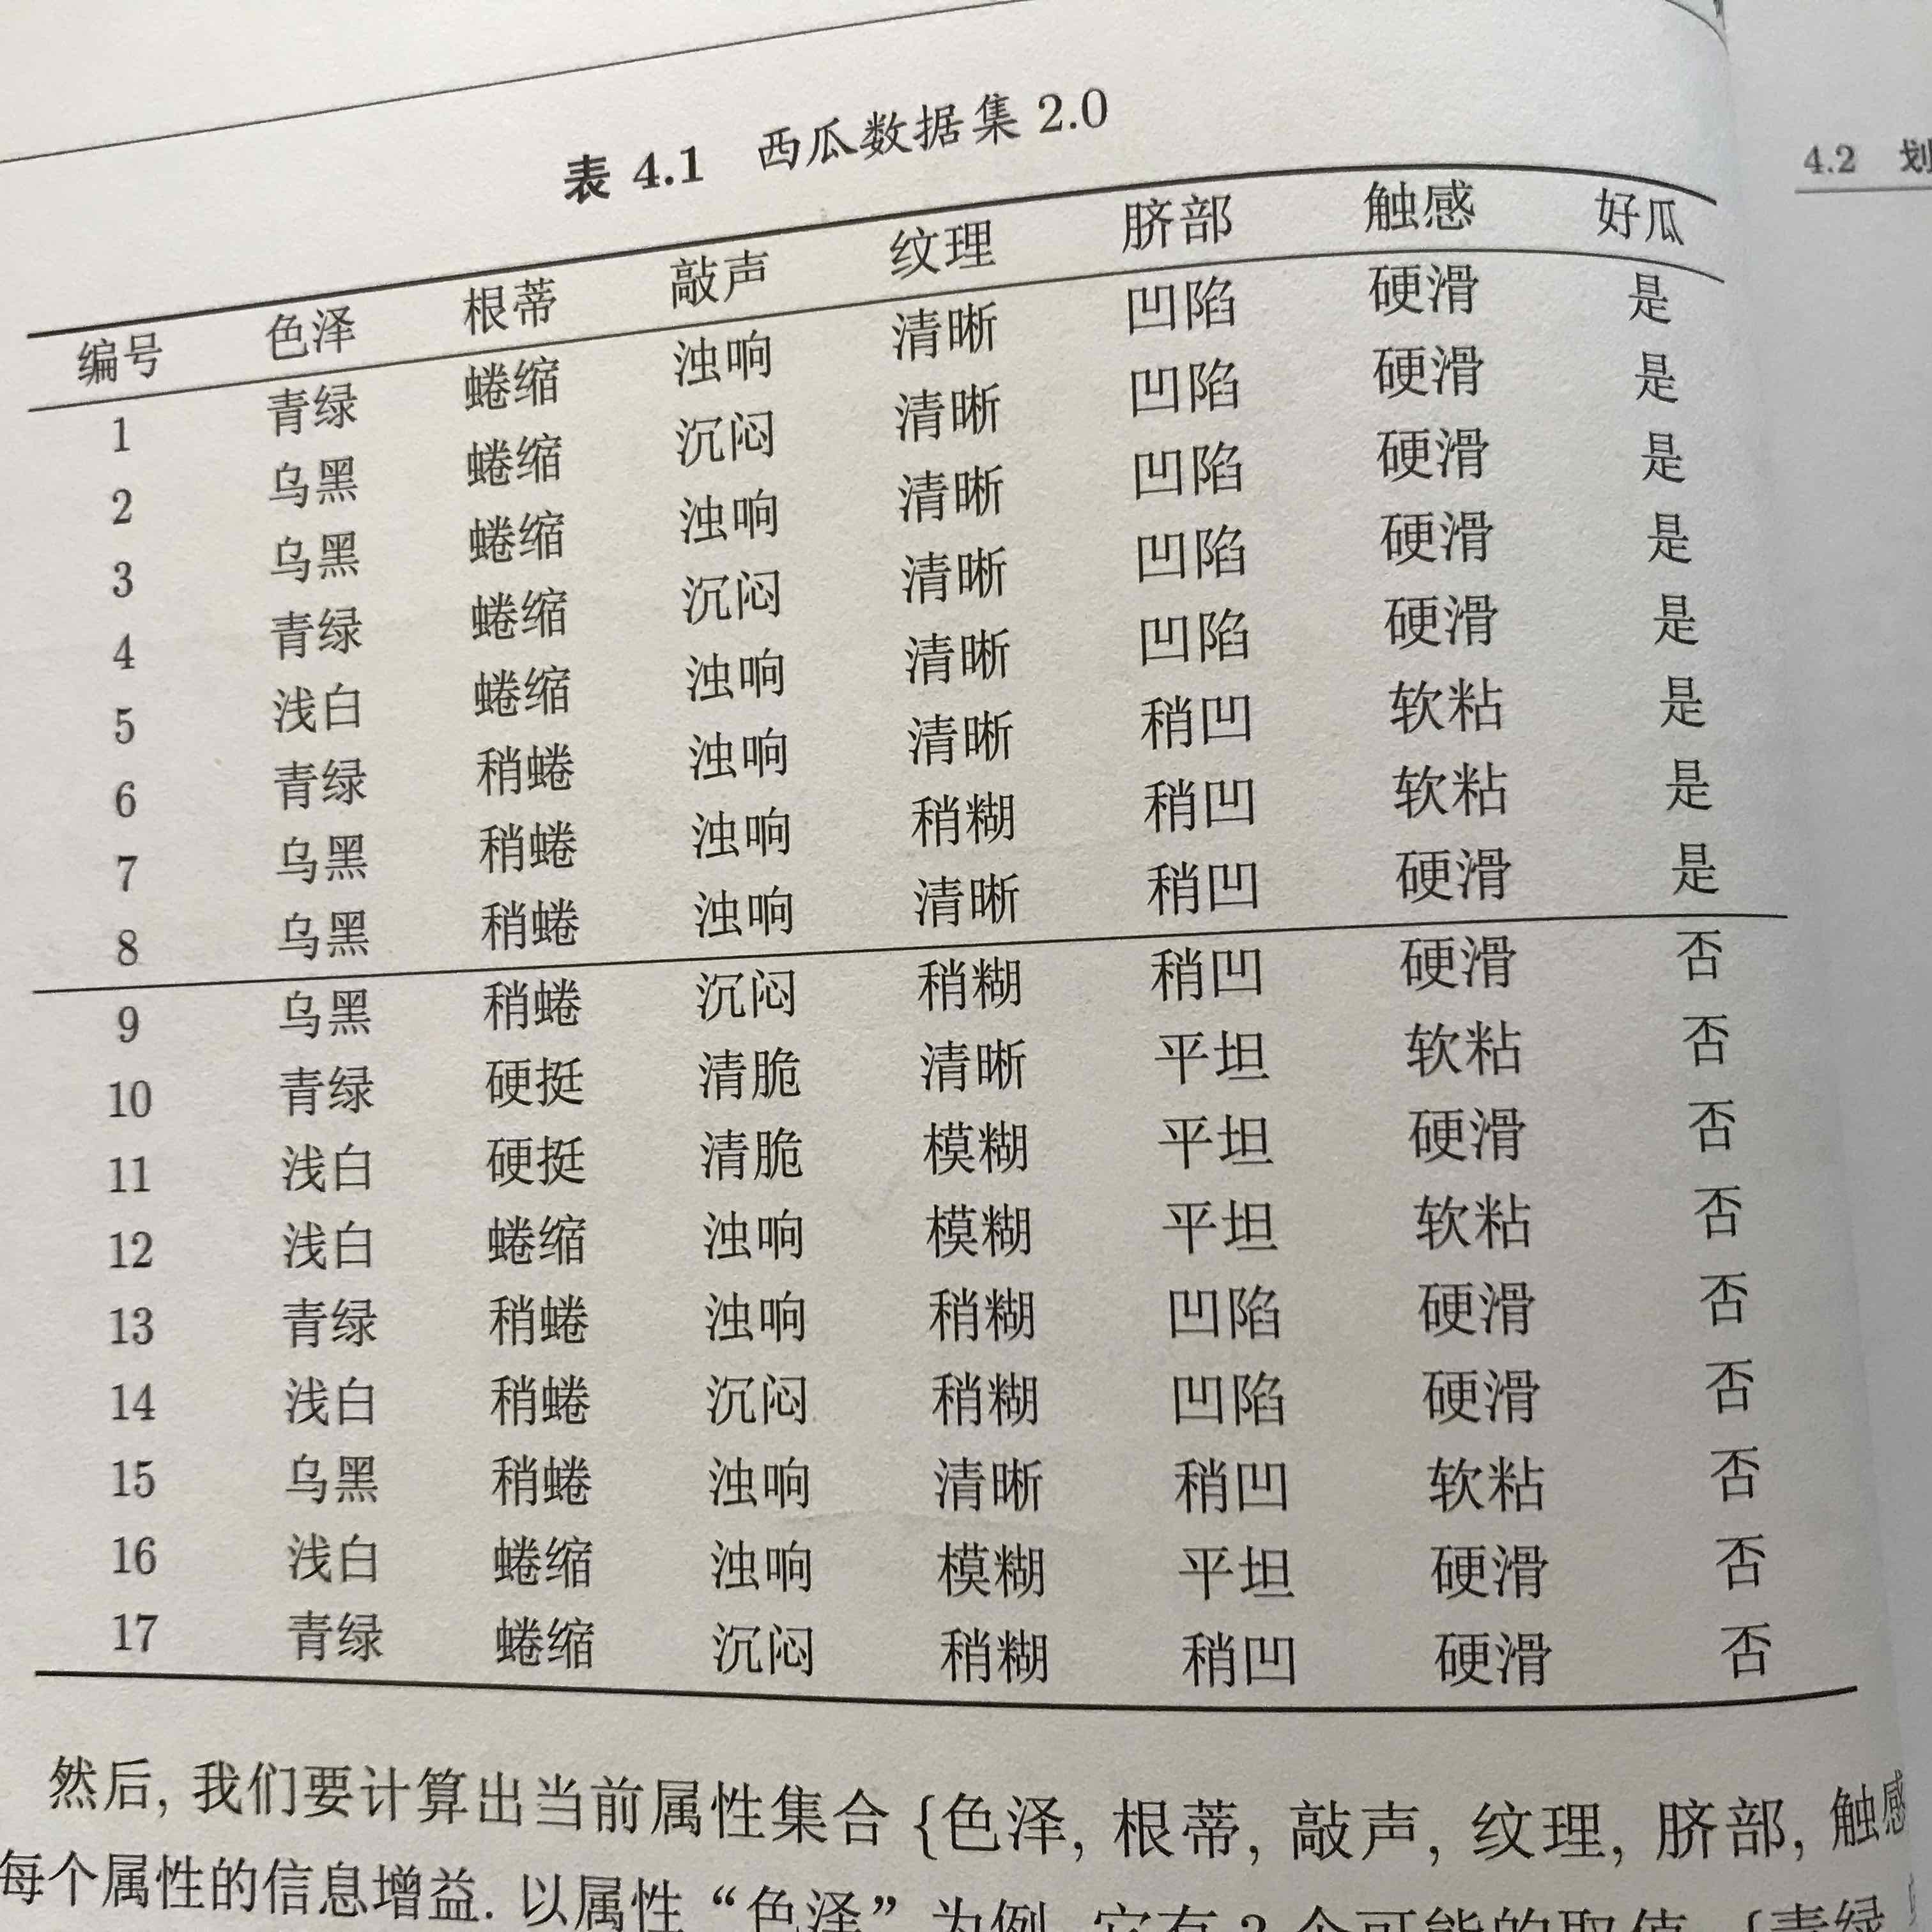 表 4.1 西瓜数据集 2.0
4.2 划
编号 色泽 根蒂 敲声 纹理 脐部 触感 好瓜
1 青绿 蜷缩 浊响 清晰 凹陷 硬滑 是
2 乌黑 蜷缩 沉闷 清晰 凹陷 硬滑 是
3 乌黑 蜷缩 浊响 清晰 凹陷 硬滑 是
4 青绿 蜷缩 沉闷 清晰 凹陷 硬滑 是
5 浅白 蜷缩 浊响 清晰 凹陷 硬滑 是
6 青绿 稍蜷 浊响 清晰 稍凹 软粘 是
7 乌黑 稍蜷 浊响 稍糊 稍凹 软粘 是
8 乌黑 稍蜷 浊响 清晰 稍凹 硬滑 是
9 乌黑 稍蜷 沉闷 稍糊 稍凹 硬滑 否
10 青绿 硬挺 清脆 清晰 平坦 软粘 否
11 浅白 硬挺 清脆 模糊 平坦 硬滑 否
12 浅白 蜷缩 浊响 模糊 平坦 软粘 否
13 青绿 稍蜷 浊响 稍糊 凹陷 硬滑 否
14 浅白 稍蜷 沉闷 稍糊 凹陷 硬滑 否
15 乌黑 稍蜷 浊响 清晰 稍凹 软粘 否
16 浅白 蜷缩 浊响 模糊 平坦 硬滑 否
17 青绿 蜷缩 沉闷 稍糊 稍凹 硬滑 否
然后, 我们要计算出当前属性集合 {色泽, 根蒂, 敲声, 纹理, 脐部, 触感
每个属性的信息增益. 以属性 “色泽” 为例, 它有 3 个可能的取值: {青绿